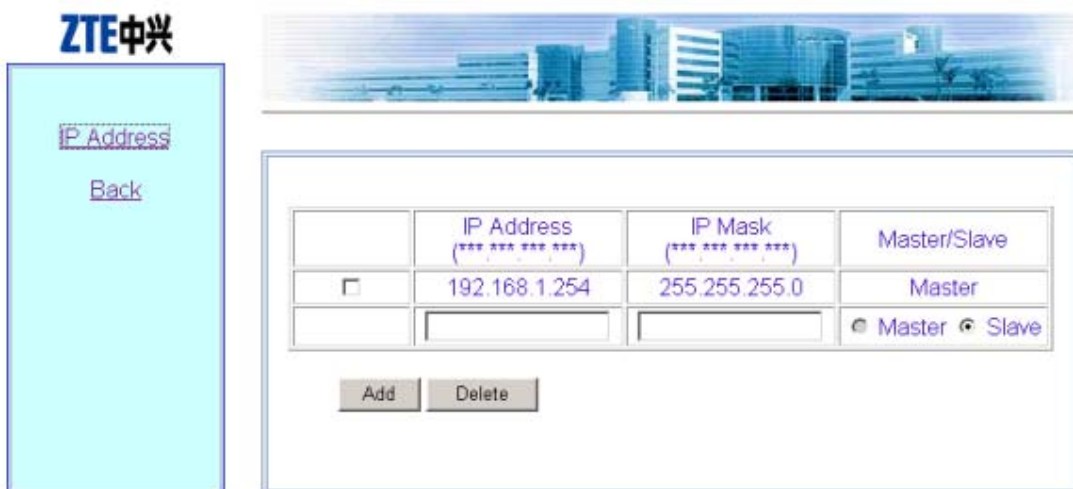 ZTE中兴
IP Address
Back
IP Address
(***.***.***.***)
IP Mask
(***.***.***.***)
Master/Slave
192.168.1.254
255.255.255.0
Master
Master
Slave
Add
Delete